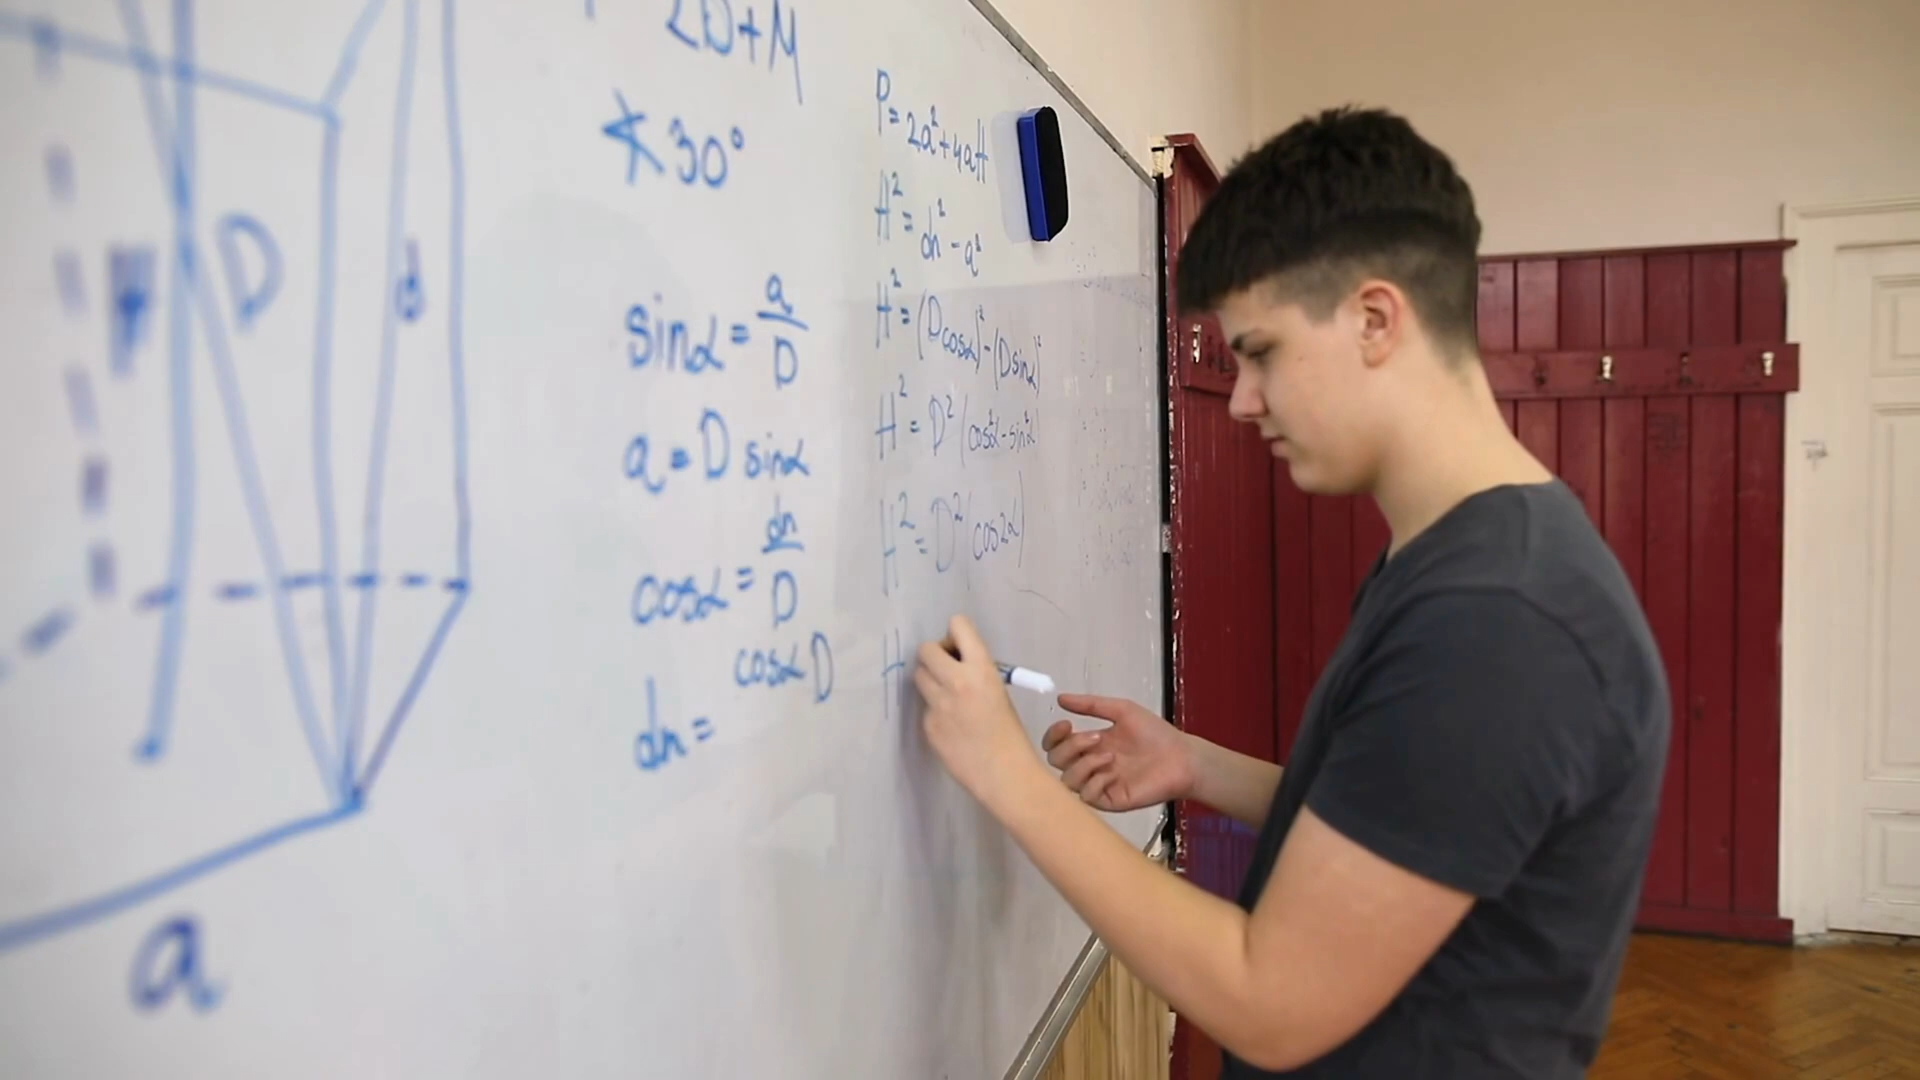 2D+M
∢30°
sinα = a/D
a = D sinα
cosα = dn/D
dn = cosα D
P = 2a² + 4aH
H² = dn² - a²
H² = (Dcosα)² - (Dsinα)²
H² = D²(cos²α - sin²α)
H² = D²(cos2α)
H
D
d
a